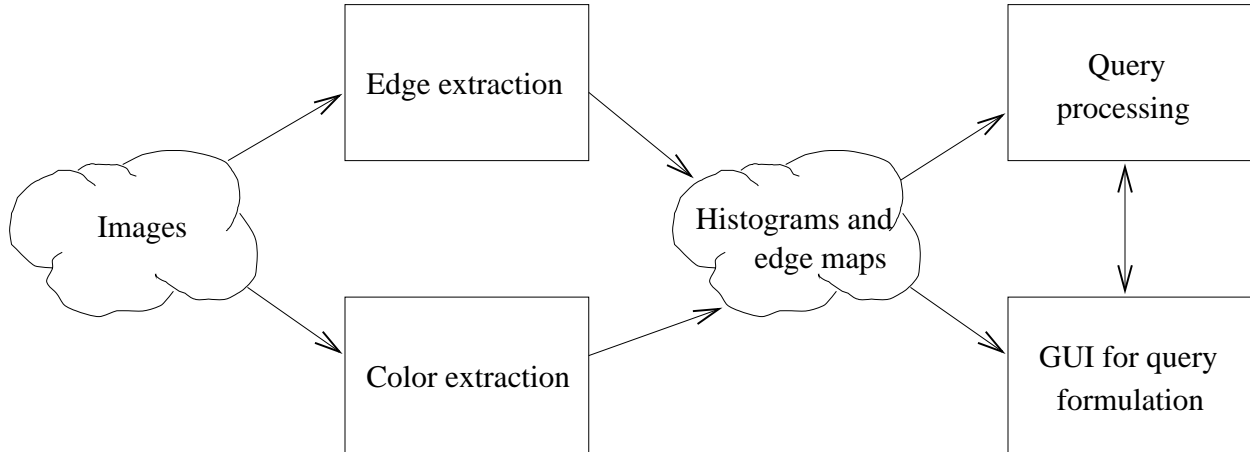 Images
Edge extraction
Color extraction
Histograms and
edge maps
Query
processing
GUI for query
formulation